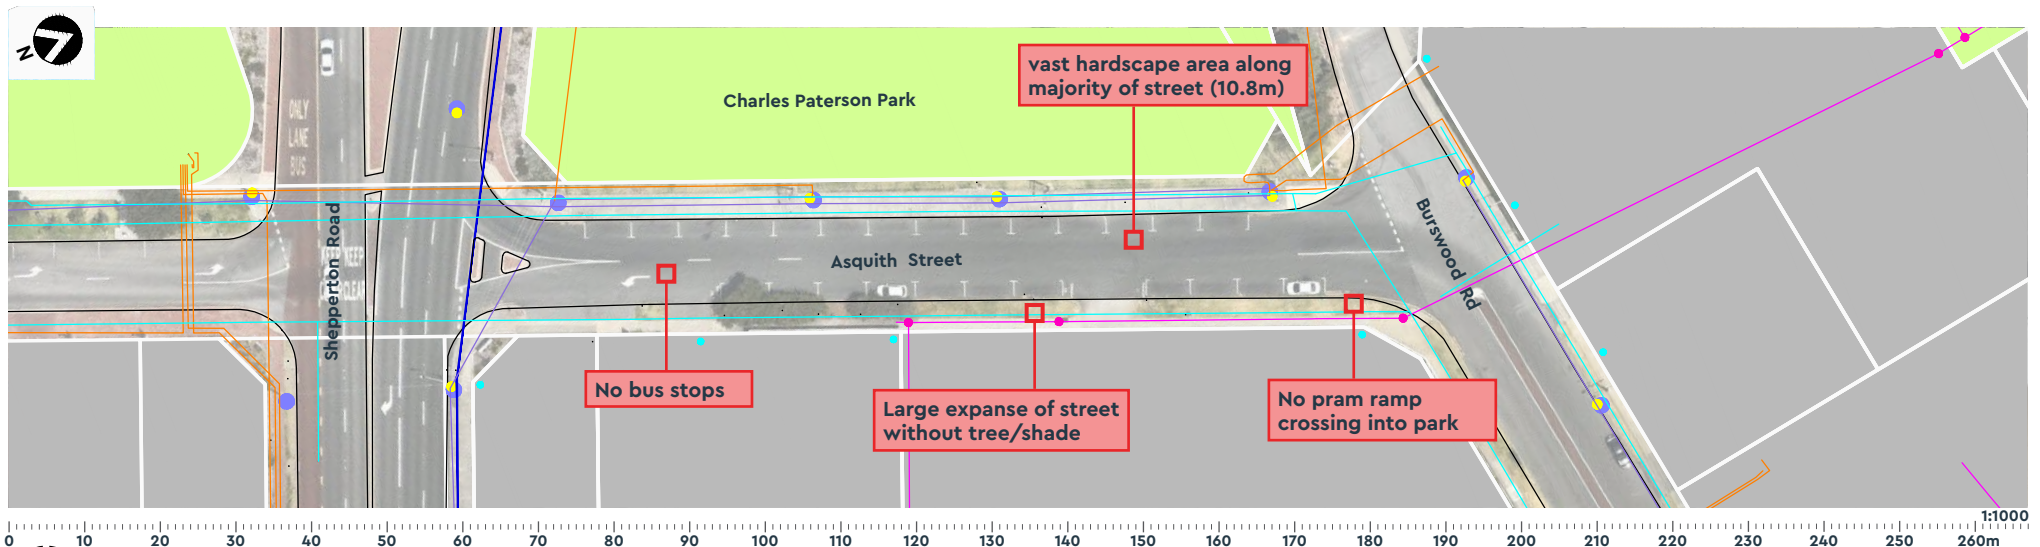 N
vast hardscape area along
majority of street (10.8m)
Charles Paterson Park
ONLY
LANE
BUS
Shepperton Road
KEEP
CLEAR
Asquith Street
Burswood Rd
No bus stops
Large expanse of street
without tree/shade
No pram ramp
crossing into park
1:1000
0 10 20 30 40 50 60 70 80 90 100 110 120 130 140 150 160 170 180 190 200 210 220 230 240 250 260m